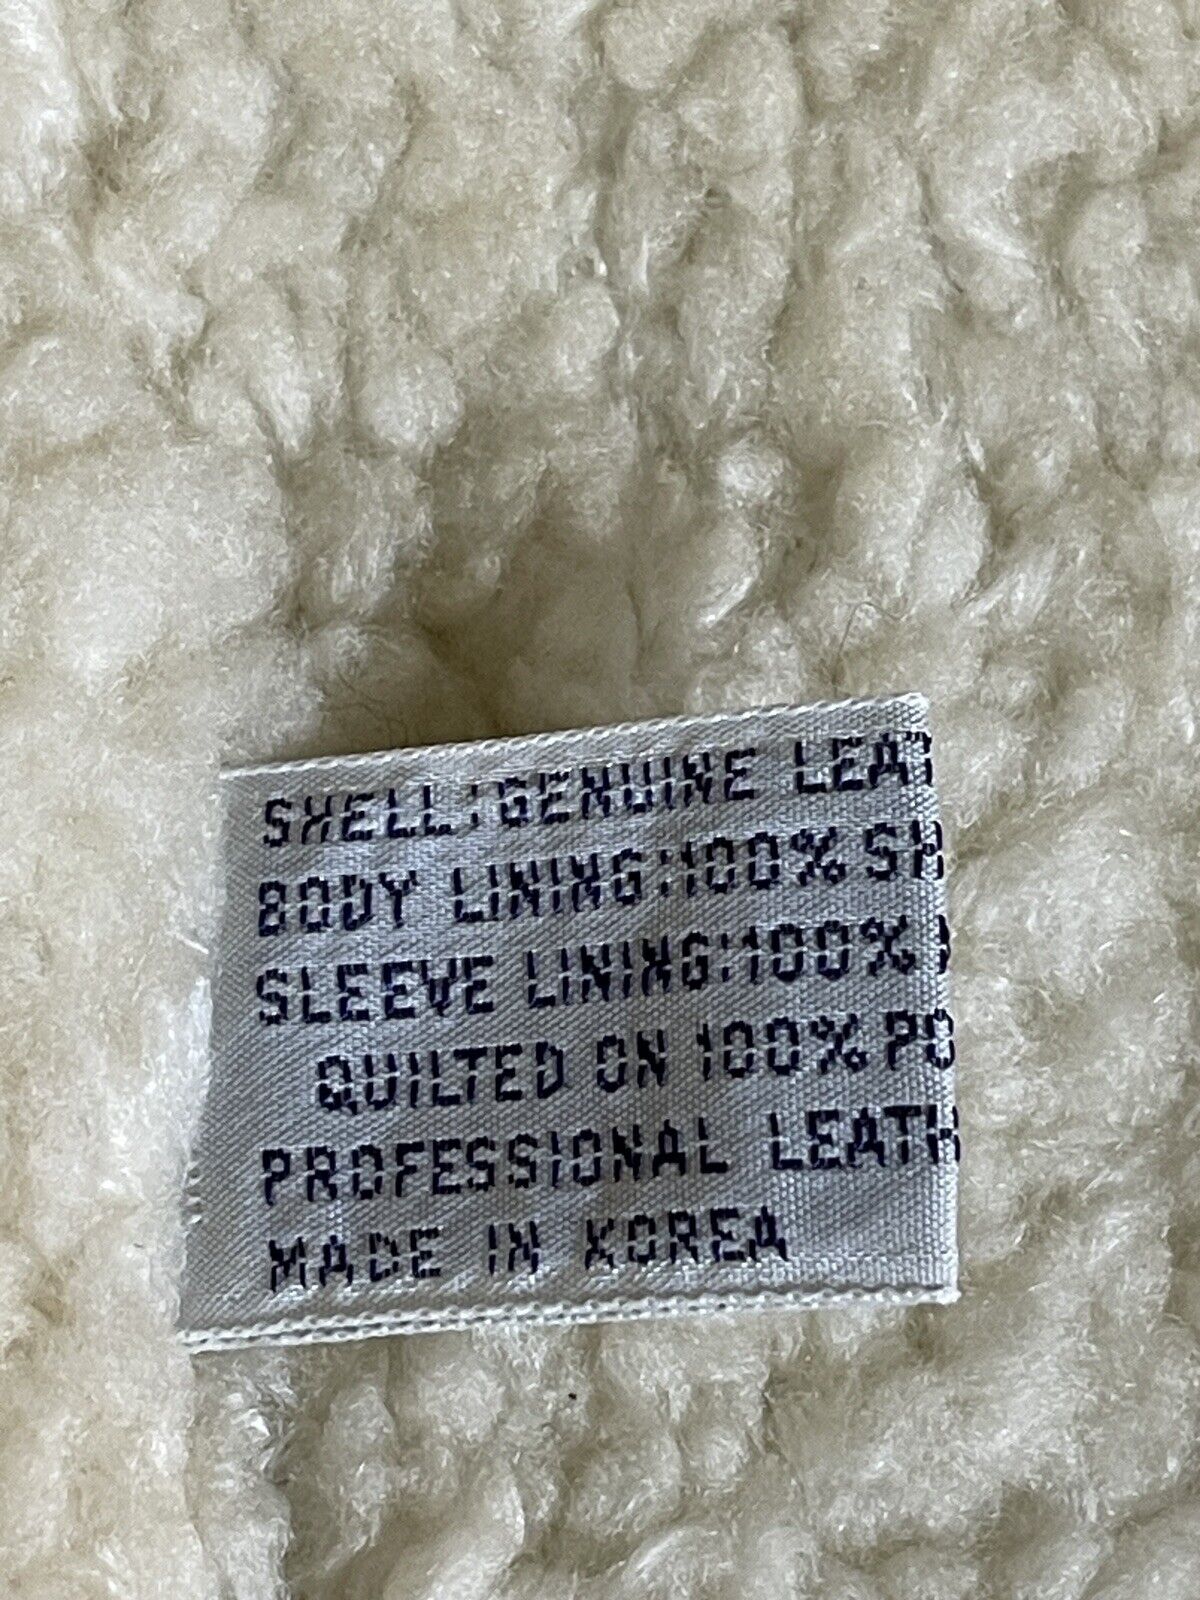 SHELL:GENUINE LEAT
BODY LINING:100% SH
SLEEVE LINING:100%
QUILTED ON 100% PO
PROFESSIONAL LEATH
MADE IN KOREA